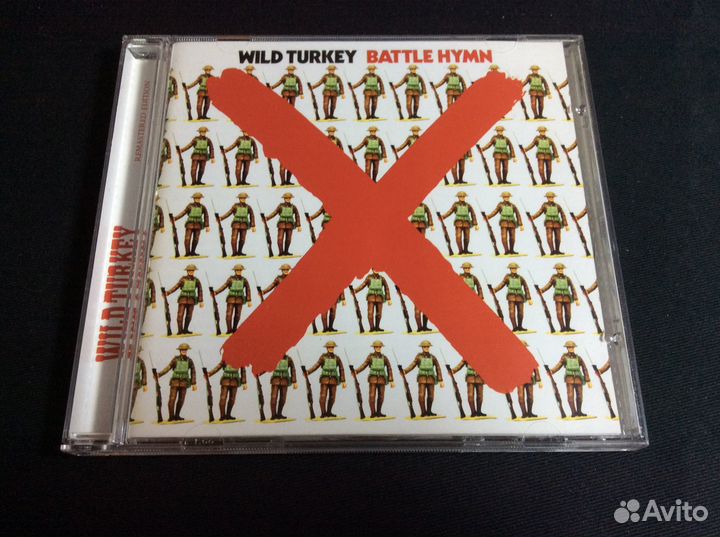 WILD TURKEY BATTLE HYMN
REMASTERED EDITION
WILD TURKEY
Avito